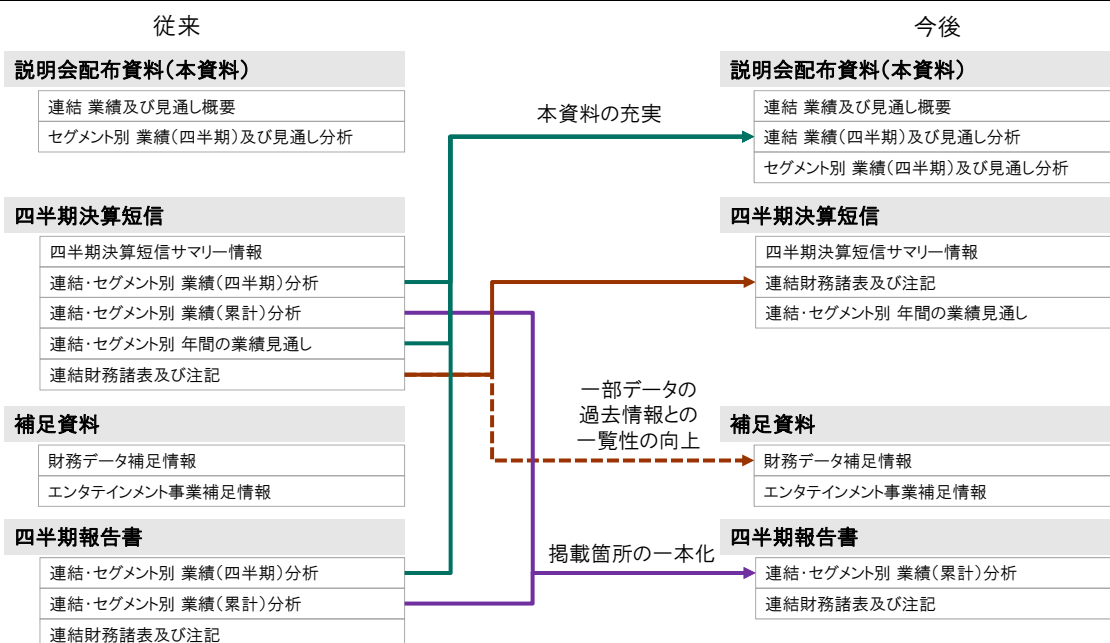 従来
説明会配布資料(本資料)
連結 業績及び見通し概要
セグメント別 業績(四半期)及び見通し分析
四半期決算短信
四半期決算短信サマリー情報
連結・セグメント別 業績(四半期)分析
連結・セグメント別 業績(累計)分析
連結・セグメント別 年間の業績見通し
連結財務諸表及び注記
補足資料
財務データ補足情報
エンタテインメント事業補足情報
四半期報告書
連結・セグメント別 業績(四半期)分析
連結・セグメント別 業績(累計)分析
連結財務諸表及び注記
本資料の充実
一部データの
過去情報との
一覧性の向上
掲載箇所の一本化
今後
説明会配布資料(本資料)
連結 業績及び見通し概要
連結 業績(四半期)及び見通し分析
セグメント別 業績(四半期)及び見通し分析
四半期決算短信
四半期決算短信サマリー情報
連結財務諸表及び注記
連結・セグメント別 年間の業績見通し
補足資料
財務データ補足情報
エンタテインメント事業補足情報
四半期報告書
連結・セグメント別 業績(累計)分析
連結財務諸表及び注記